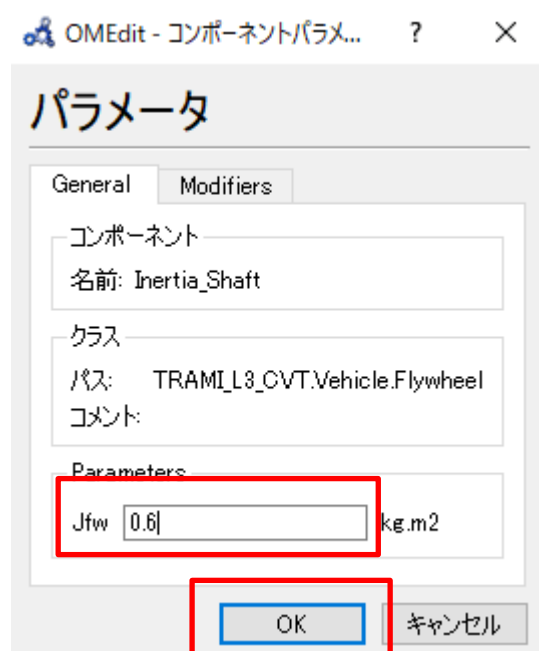 OMEdit - コンポーネントパラメ... ? ×
パラメータ
General Modifiers
コンポーネント
名前: Inertia_Shaft
クラス
パス: TRAMI_L3_CVT.Vehicle.Flywheel
コメント:
Parameters
Jfw 0.6 kg.m2
OK キャンセル